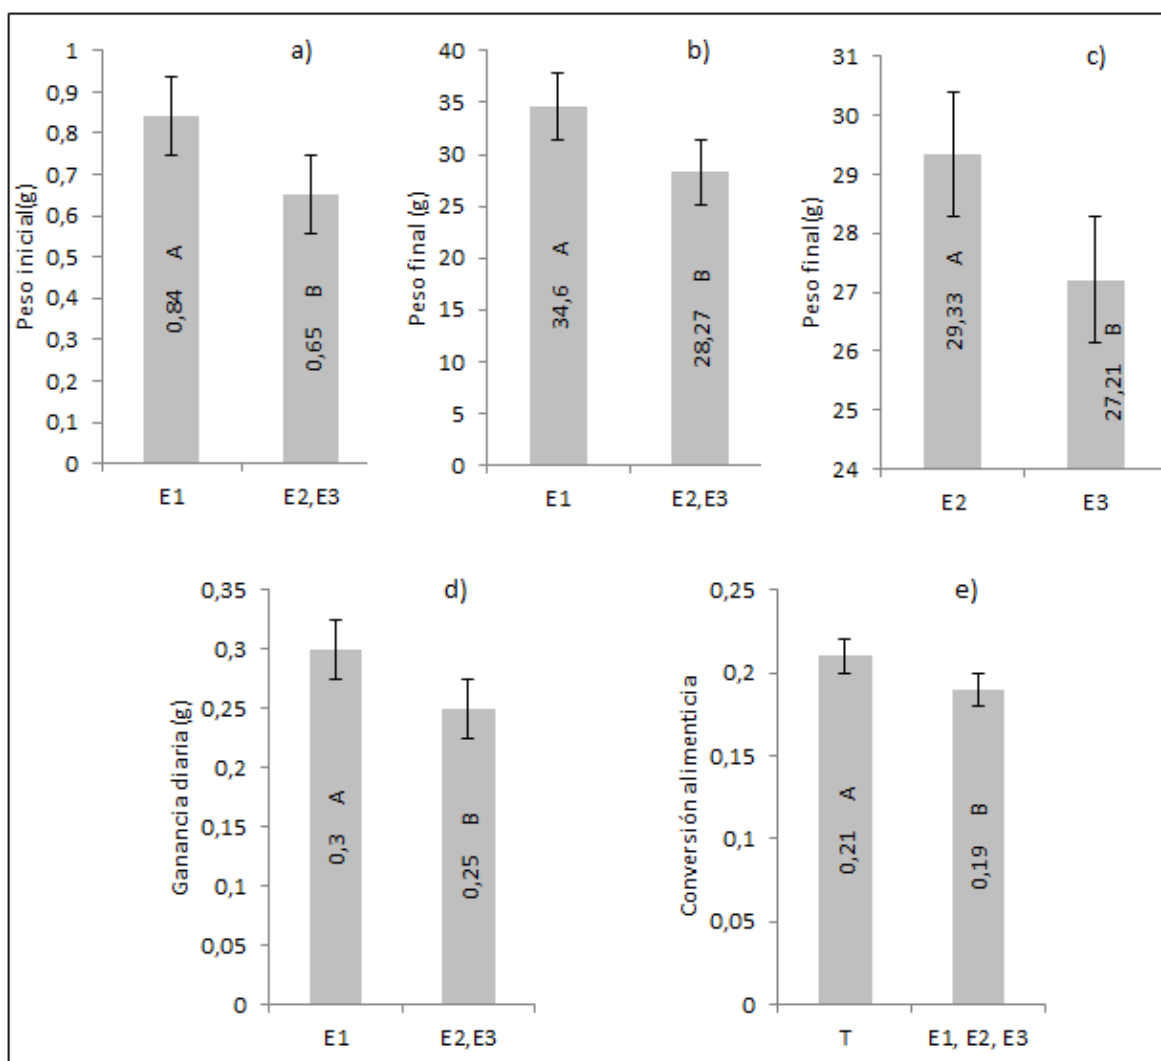 a)
Peso inicial(g)
1
0,9
0,8
0,7
0,6
0,5
0,4
0,3
0,2
0,1
0
0,84 A
0,65 B
E1
E2,E3
b)
Peso final(g)
40
35
30
25
20
15
10
5
0
34,6 A
28,27 B
E1
E2,E3
c)
Peso final(g)
31
30
29
28
27
26
25
24
29,33 A
27,21 B
E2
E3
d)
Ganancia diaria(g)
0,35
0,3
0,25
0,2
0,15
0,1
0,05
0
0,3 A
0,25 B
E1
E2,E3
e)
Conversión alimenticia
0,25
0,2
0,15
0,1
0,05
0
0,21 A
0,19 B
T
E1, E2, E3